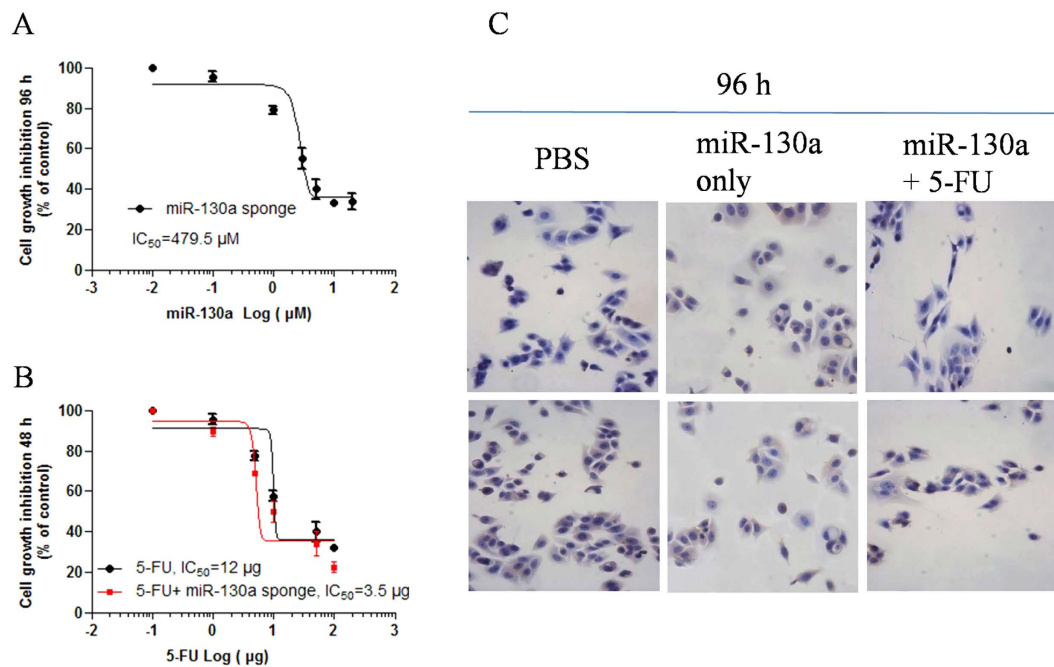 A
Cell growth inhibition 96 h
(% of control)
100
80
60
40
20
0
miR-130a sponge
IC50=479.5 µM
-3 -2 -1 0 1 2
miR-130a Log ( µM)
B
Cell growth inhibition 48 h
(% of control)
100
80
60
40
20
0
5-FU, IC50=12 µg
5-FU+ miR-130a sponge, IC50=3.5 µg
-2 -1 0 1 2 3
5-FU Log ( µg)
C
96 h
PBS
miR-130a
only
miR-130a
+ 5-FU